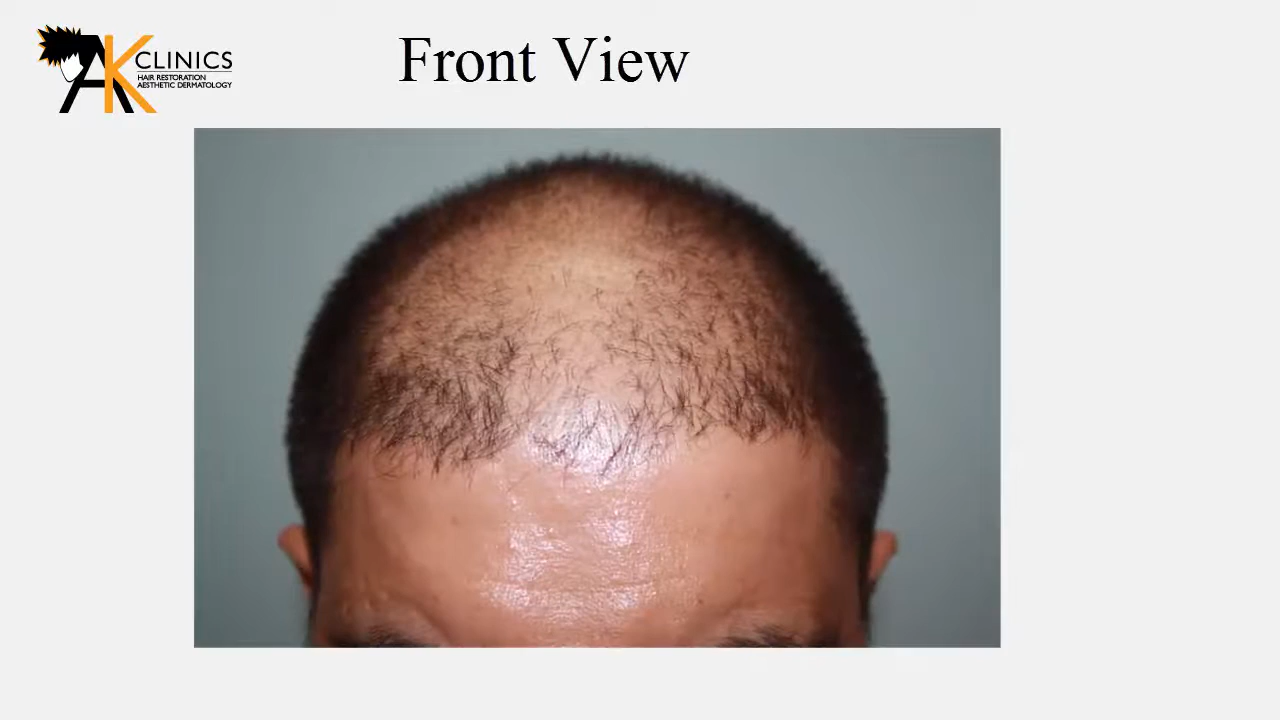 AK CLINICS
HAIR RESTORATION
AESTHETIC DERMATOLOGY
Front View